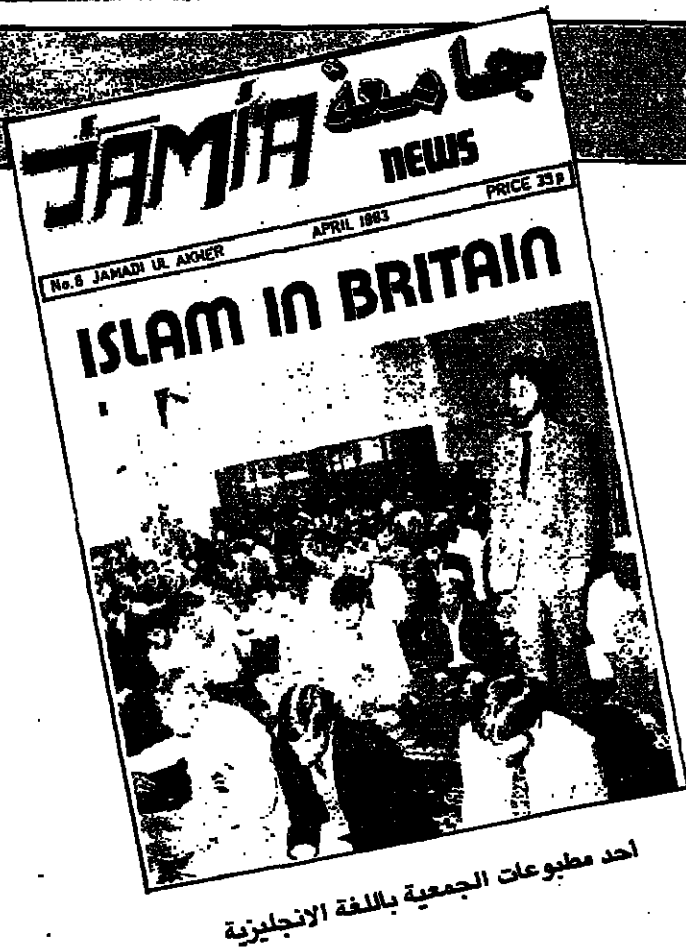 JAMIA جامعة
NEWS
No.8 JAMADI UL AKHER APRIL 1983 PRICE 35p
ISLAM IN BRITAIN
احد مطبوعات الجمعية باللغة الانجليزية